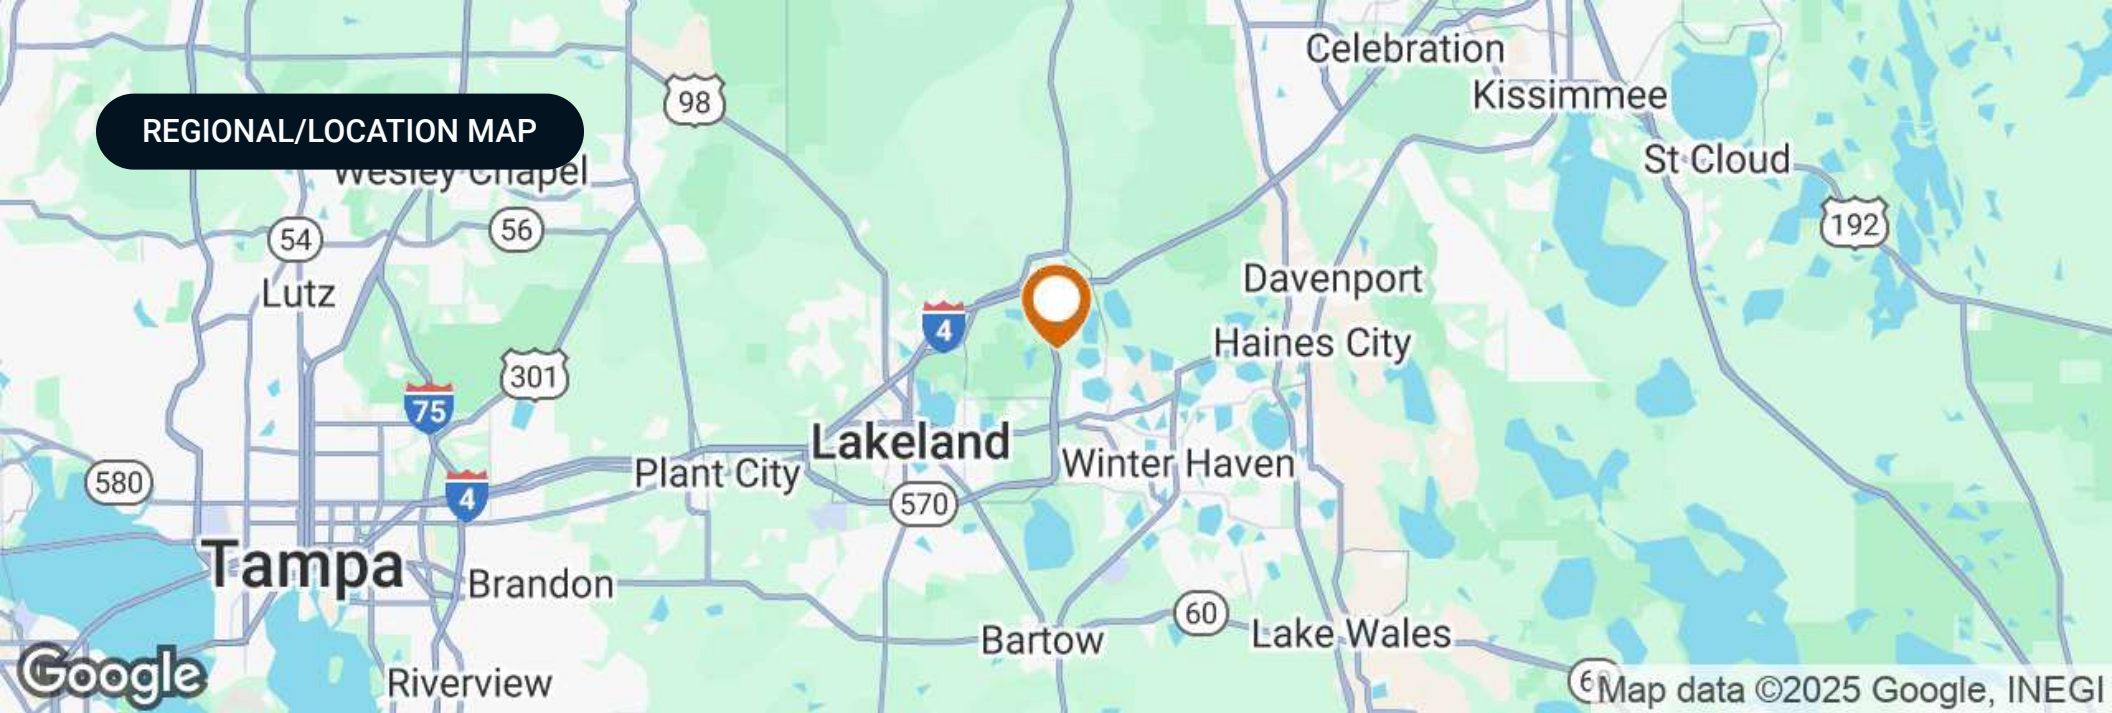 Celebration
98
Kissimmee
REGIONAL/LOCATION MAP
Wesley Chapel
St Cloud
54
56
192
Lutz
Davenport
4
Haines City
301
75
Lakeland
Plant City
Winter Haven
580
4
570
Tampa
Brandon
60
Bartow
Lake Wales
Google
Riverview
Map data ©2025 Google, INEGI